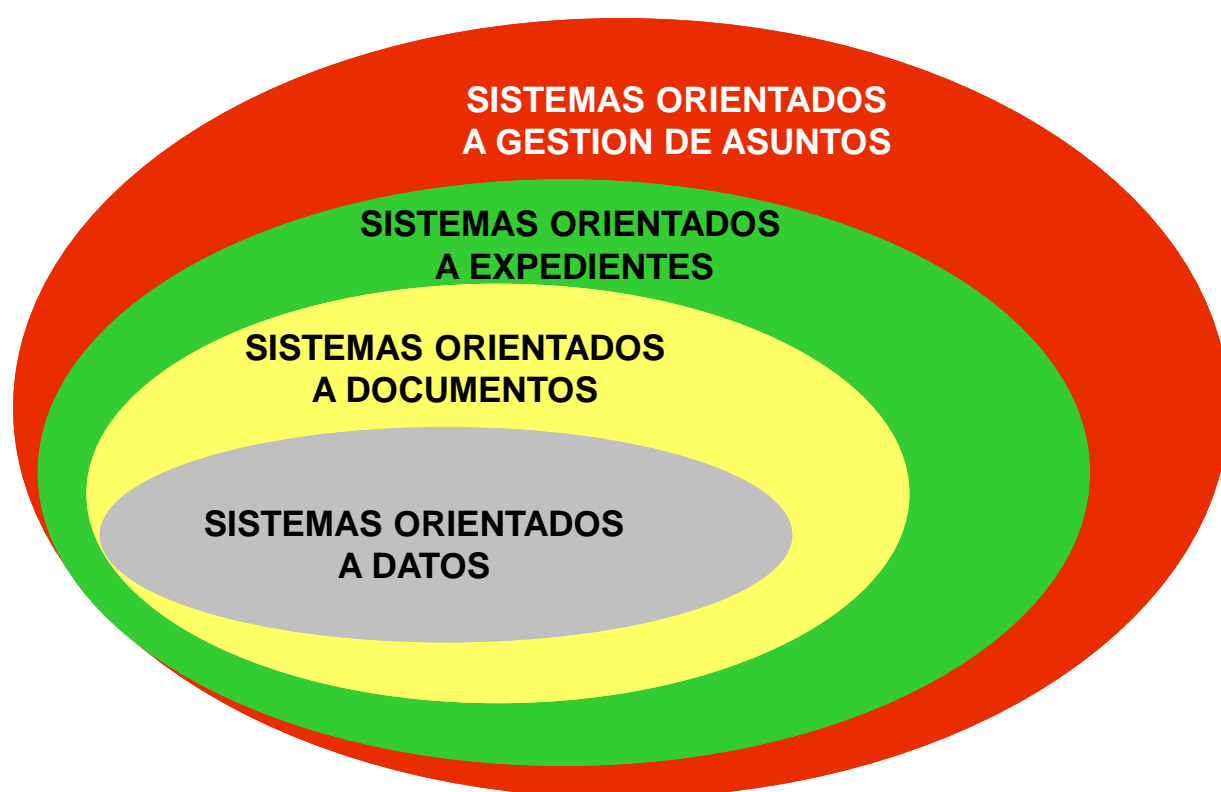 SISTEMAS ORIENTADOS
A GESTION DE ASUNTOS
SISTEMAS ORIENTADOS
A EXPEDIENTES
SISTEMAS ORIENTADOS
A DOCUMENTOS
SISTEMAS ORIENTADOS
A DATOS